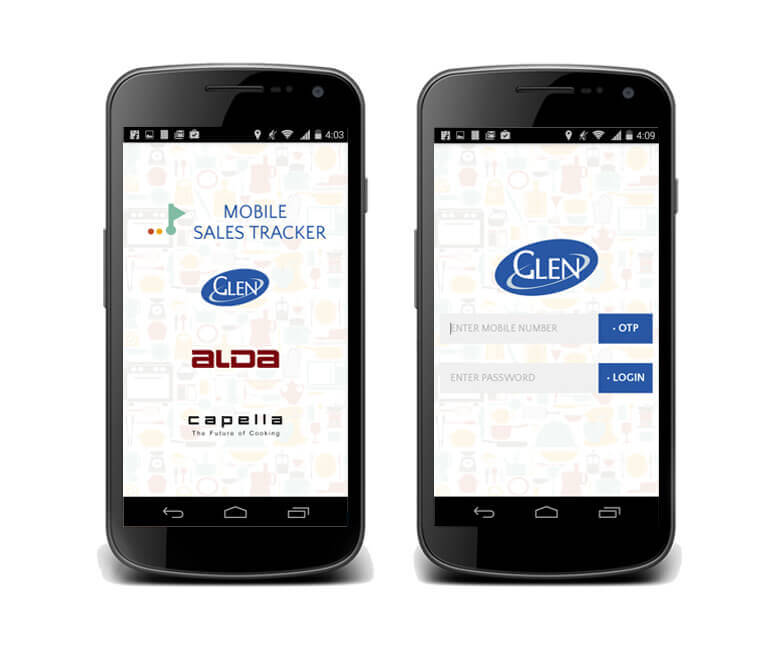 4:03
MOBILE
SALES TRACKER
GLEN
ALDA
capella
The Future of Cooking
4:09
GLEN
ENTER MOBILE NUMBER
· OTP
ENTER PASSWORD
· LOGIN